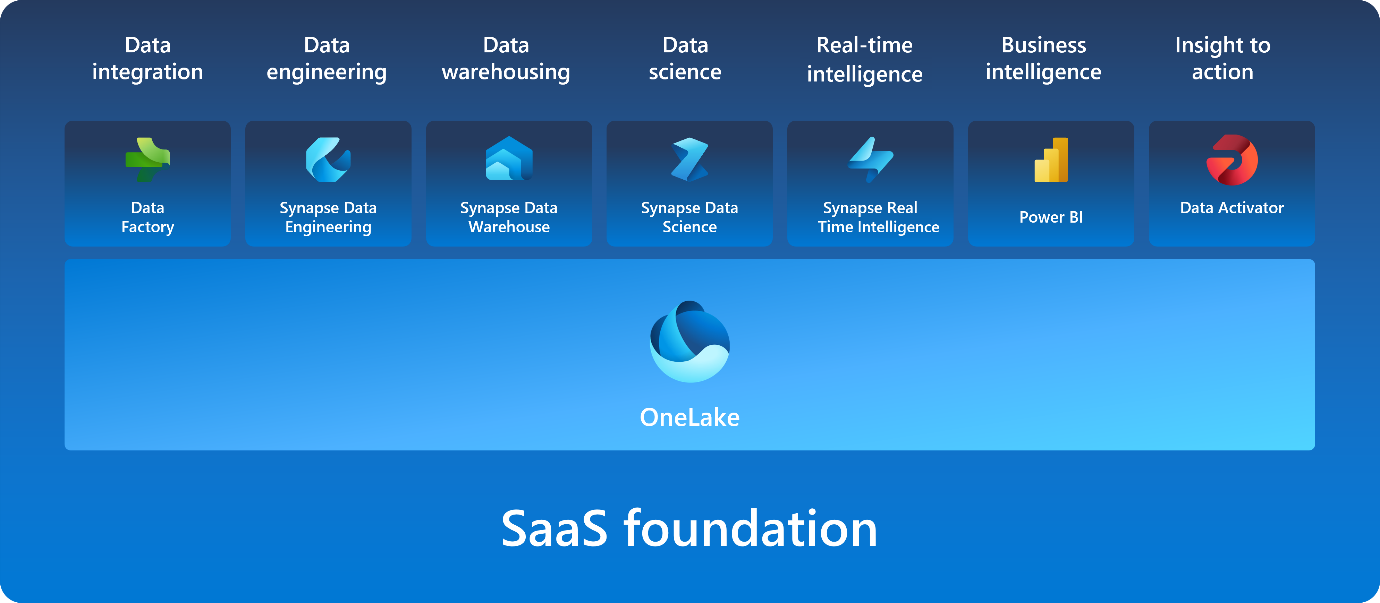 Data
integration
Data
engineering
Data
warehousing
Data
science
Real-time
intelligence
Business
intelligence
Insight to
action
Data
Factory
Synapse Data
Engineering
Synapse Data
Warehouse
Synapse Data
Science
Synapse Real
Time Intelligence
Power BI
Data Activator
OneLake
SaaS foundation